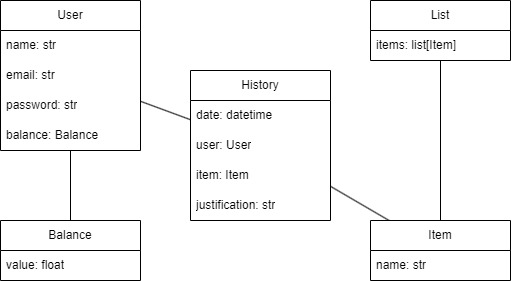 User
name: str
email: str
password: str
balance: Balance
List
items: list[Item]
History
date: datetime
user: User
item: Item
justification: str
Balance
value: float
Item
name: str